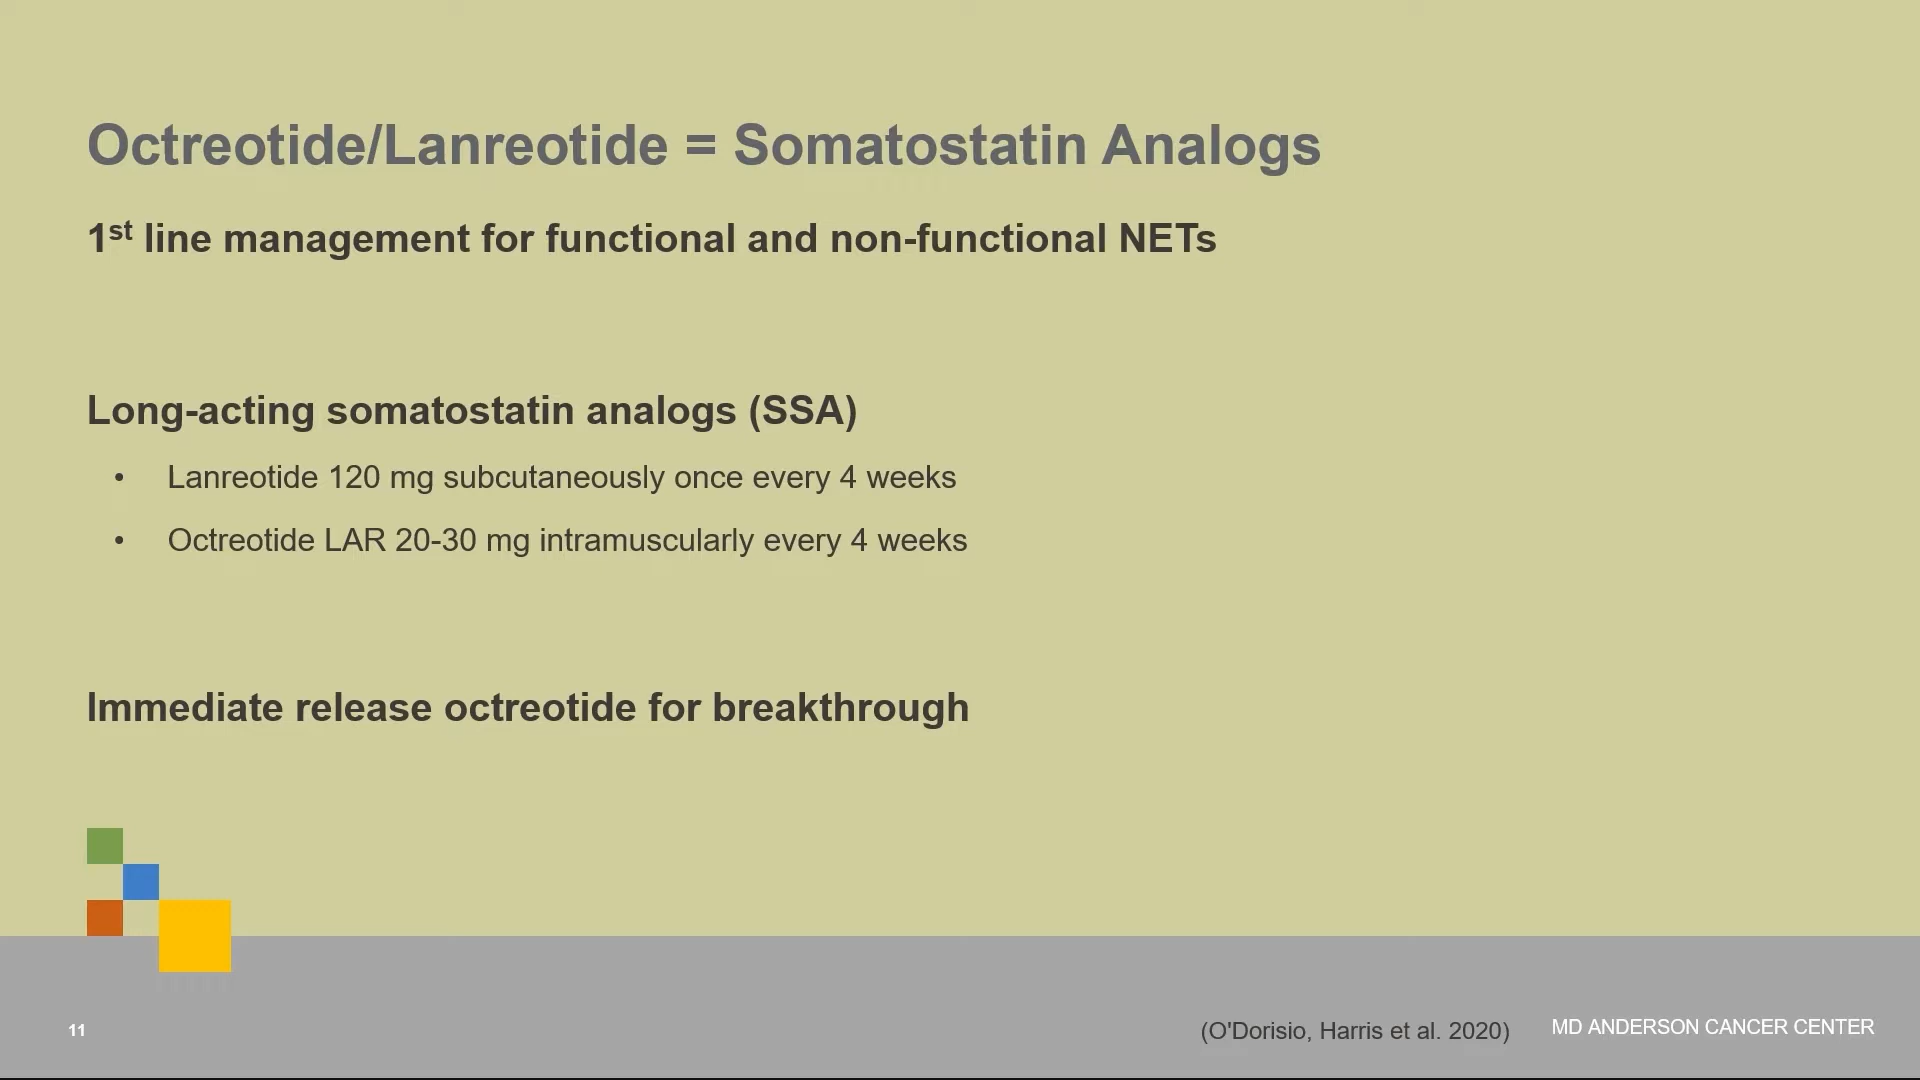 Octreotide/Lanreotide = Somatostatin Analogs
1st line management for functional and non-functional NETs
Long-acting somatostatin analogs (SSA)
• Lanreotide 120 mg subcutaneously once every 4 weeks
• Octreotide LAR 20-30 mg intramuscularly every 4 weeks
Immediate release octreotide for breakthrough
11
(O'Dorisio, Harris et al. 2020)
MD ANDERSON CANCER CENTER